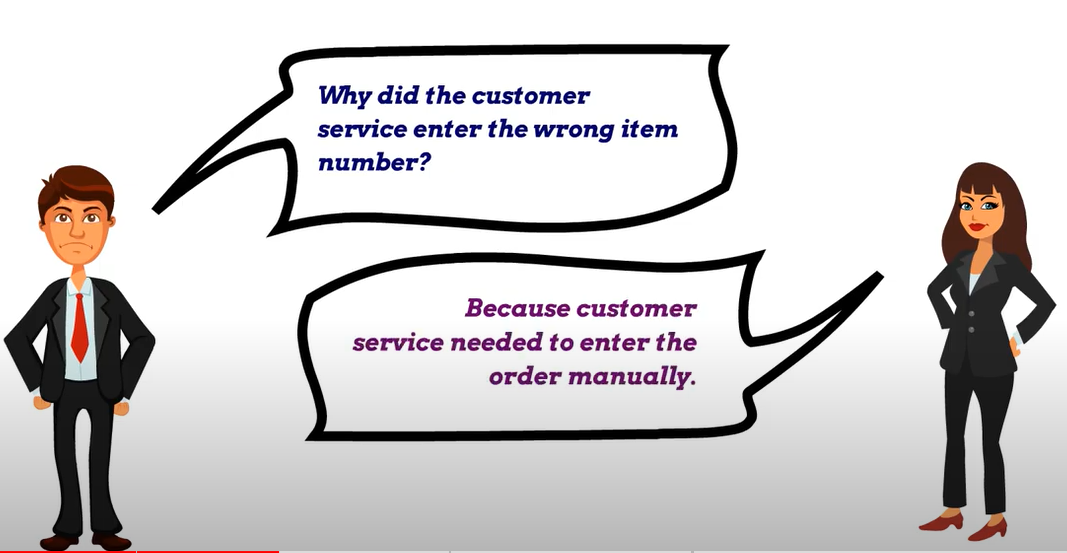 Why did the customer
service enter the wrong item
number?
Because customer
service needed to enter the
order manually.